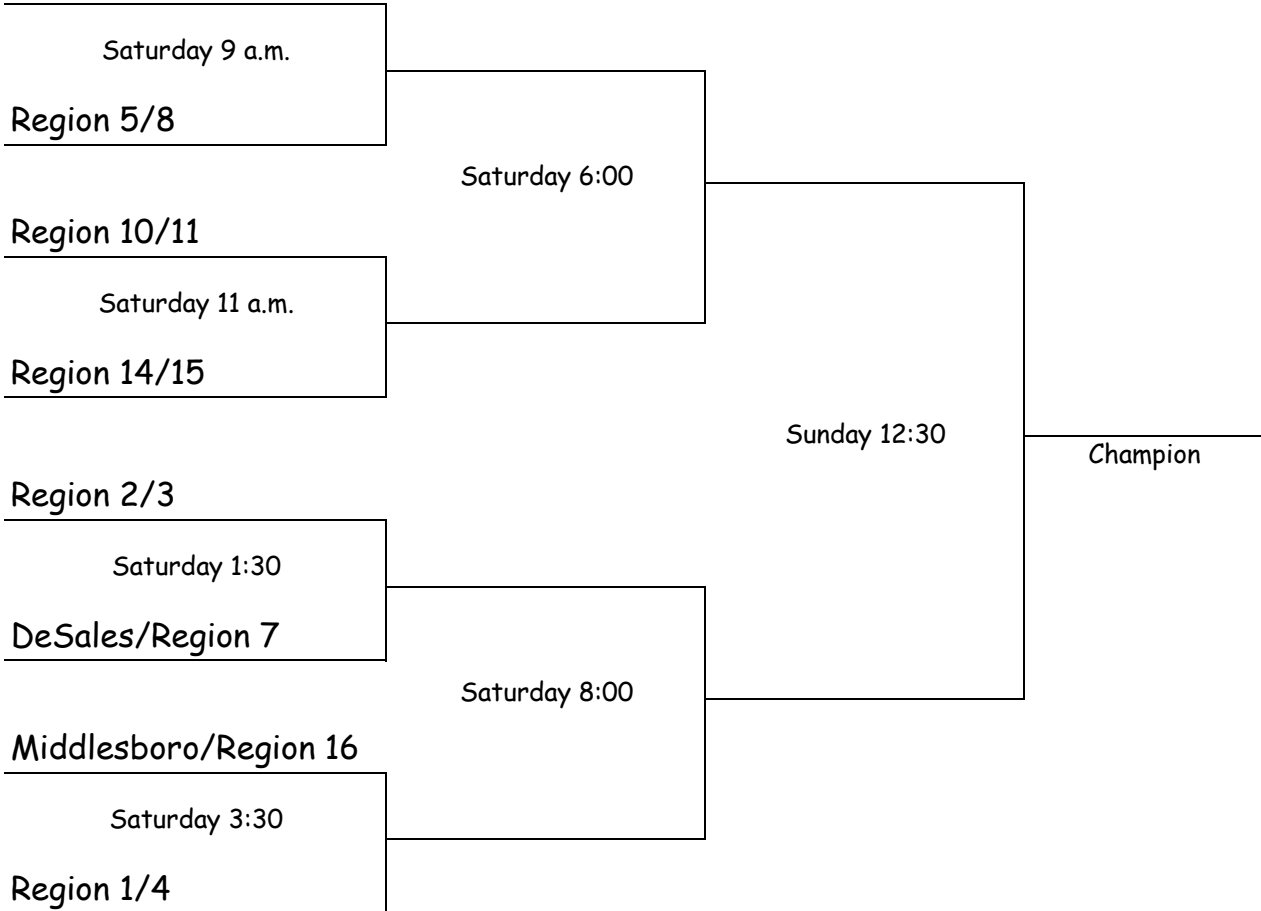 Saturday 9 a.m.
Region 5/8
Saturday 6:00
Region 10/11
Saturday 11 a.m.
Region 14/15
Sunday 12:30
Champion
Region 2/3
Saturday 1:30
DeSales/Region 7
Saturday 8:00
Middlesboro/Region 16
Saturday 3:30
Region 1/4